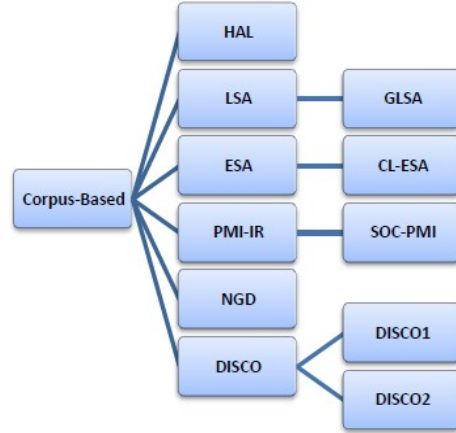 HAL
LSA
GLSA
ESA
CL-ESA
Corpus-Based
PMI-IR
SOC-PMI
NGD
DISCO
DISCO1
DISCO2